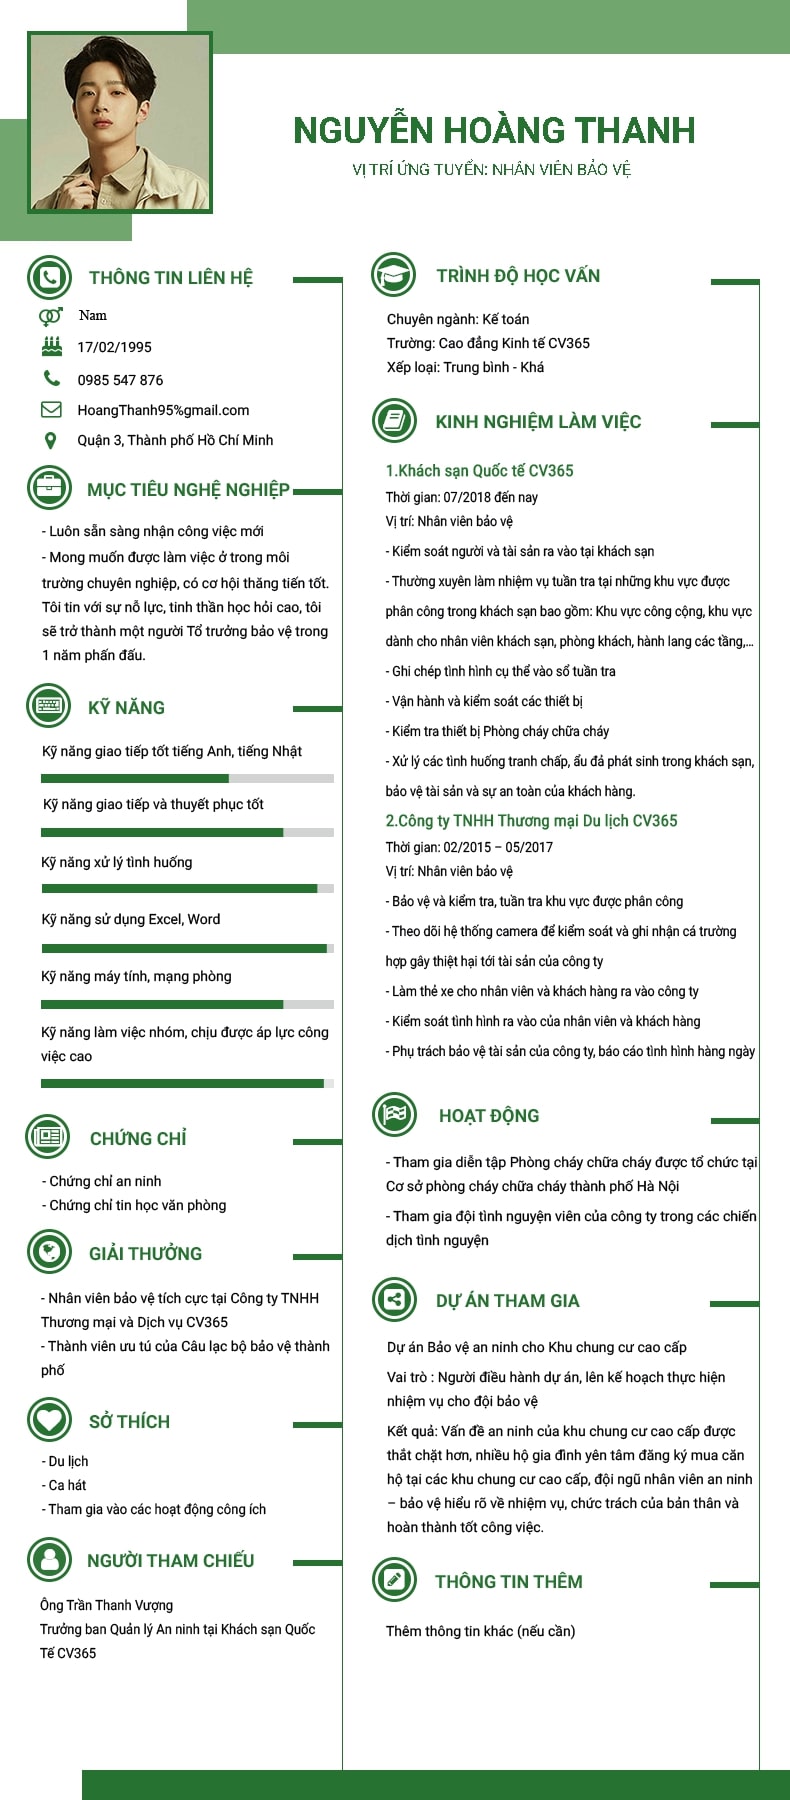 NGUYỄN HOÀNG THANH
VỊ TRÍ ỨNG TUYỂN: NHÂN VIÊN BẢO VỆ
THÔNG TIN LIÊN HỆ
Nam
17/02/1995
0985 547 876
HoangThanh95%gmail.com
Quận 3, Thành phố Hồ Chí Minh
MỤC TIÊU NGHỆ NGHIỆP
- Luôn sẵn sàng nhận công việc mới
- Mong muốn được làm việc ở trong môi
trường chuyên nghiệp, có cơ hội thăng tiến tốt.
Tôi tin với sự nỗ lực, tinh thần học hỏi cao, tôi
sẽ trở thành một người Tổ trưởng bảo vệ trong
1 năm phấn đấu.
KỸ NĂNG
Kỹ năng giao tiếp tốt tiếng Anh, tiếng Nhật
Kỹ năng giao tiếp và thuyết phục tốt
Kỹ năng xử lý tình huống
Kỹ năng sử dụng Excel, Word
Kỹ năng máy tính, mạng phòng
Kỹ năng làm việc nhóm, chịu được áp lực công
việc cao
CHỨNG CHỈ
- Chứng chỉ an ninh
- Chứng chỉ tin học văn phòng
GIẢI THƯỞNG
- Nhân viên bảo vệ tích cực tại Công ty TNHH
Thương mại và Dịch vụ CV365
- Thành viên ưu tú của Câu lạc bộ bảo vệ thành
phố
SỞ THÍCH
- Du lịch
- Ca hát
- Tham gia vào các hoạt động công ích
NGƯỜI THAM CHIẾU
Ông Trần Thanh Vượng
Trưởng ban Quản lý An ninh tại Khách sạn Quốc
Tế CV365
TRÌNH ĐỘ HỌC VẤN
Chuyên ngành: Kế toán
Trường: Cao đẳng Kinh tế CV365
Xếp loại: Trung bình - Khá
KINH NGHIỆM LÀM VIỆC
1.Khách sạn Quốc tế CV365
Thời gian: 07/2018 đến nay
Vị trí: Nhân viên bảo vệ
- Kiểm soát người và tài sản ra vào tại khách sạn
- Thường xuyên làm nhiệm vụ tuần tra tại những khu vực được
phân công trong khách sạn bao gồm: Khu vực công cộng, khu vực
dành cho nhân viên khách sạn, phòng khách, hành lang các tầng,...
- Ghi chép tình hình cụ thể vào sổ tuần tra
- Vận hành và kiểm soát các thiết bị
- Kiểm tra thiết bị Phòng cháy chữa cháy
- Xử lý các tình huống tranh chấp, ẩu đả phát sinh trong khách sạn,
bảo vệ tài sản và sự an toàn của khách hàng.
2.Công ty TNHH Thương mại Du lịch CV365
Thời gian: 02/2015 – 05/2017
Vị trí: Nhân viên bảo vệ
- Bảo vệ và kiểm tra, tuần tra khu vực được phân công
- Theo dõi hệ thống camera để kiểm soát và ghi nhận cá trường
hợp gây thiệt hại tới tài sản của công ty
- Làm thẻ xe cho nhân viên và khách hàng ra vào công ty
- Kiểm soát tình hình ra vào của nhân viên và khách hàng
- Phụ trách bảo vệ tài sản của công ty, báo cáo tình hình hàng ngày
HOẠT ĐỘNG
- Tham gia diễn tập Phòng cháy chữa cháy được tổ chức tại
Cơ sở phòng cháy chữa cháy thành phố Hà Nội
- Tham gia đội tình nguyện viên của công ty trong các chiến
dịch tình nguyện
DỰ ÁN THAM GIA
Dự án Bảo vệ an ninh cho Khu chung cư cao cấp
Vai trò : Người điều hành dự án, lên kế hoạch thực hiện
nhiệm vụ cho đội bảo vệ
Kết quả: Vấn đề an ninh của khu chung cư cao cấp được
thắt chặt hơn, nhiều hộ gia đình yên tâm đăng ký mua căn
hộ tại các khu chung cư cao cấp, đội ngũ nhân viên an ninh
– bảo vệ hiểu rõ về nhiệm vụ, chức trách của bản thân và
hoàn thành tốt công việc.
THÔNG TIN THÊM
Thêm thông tin khác (nếu cần)